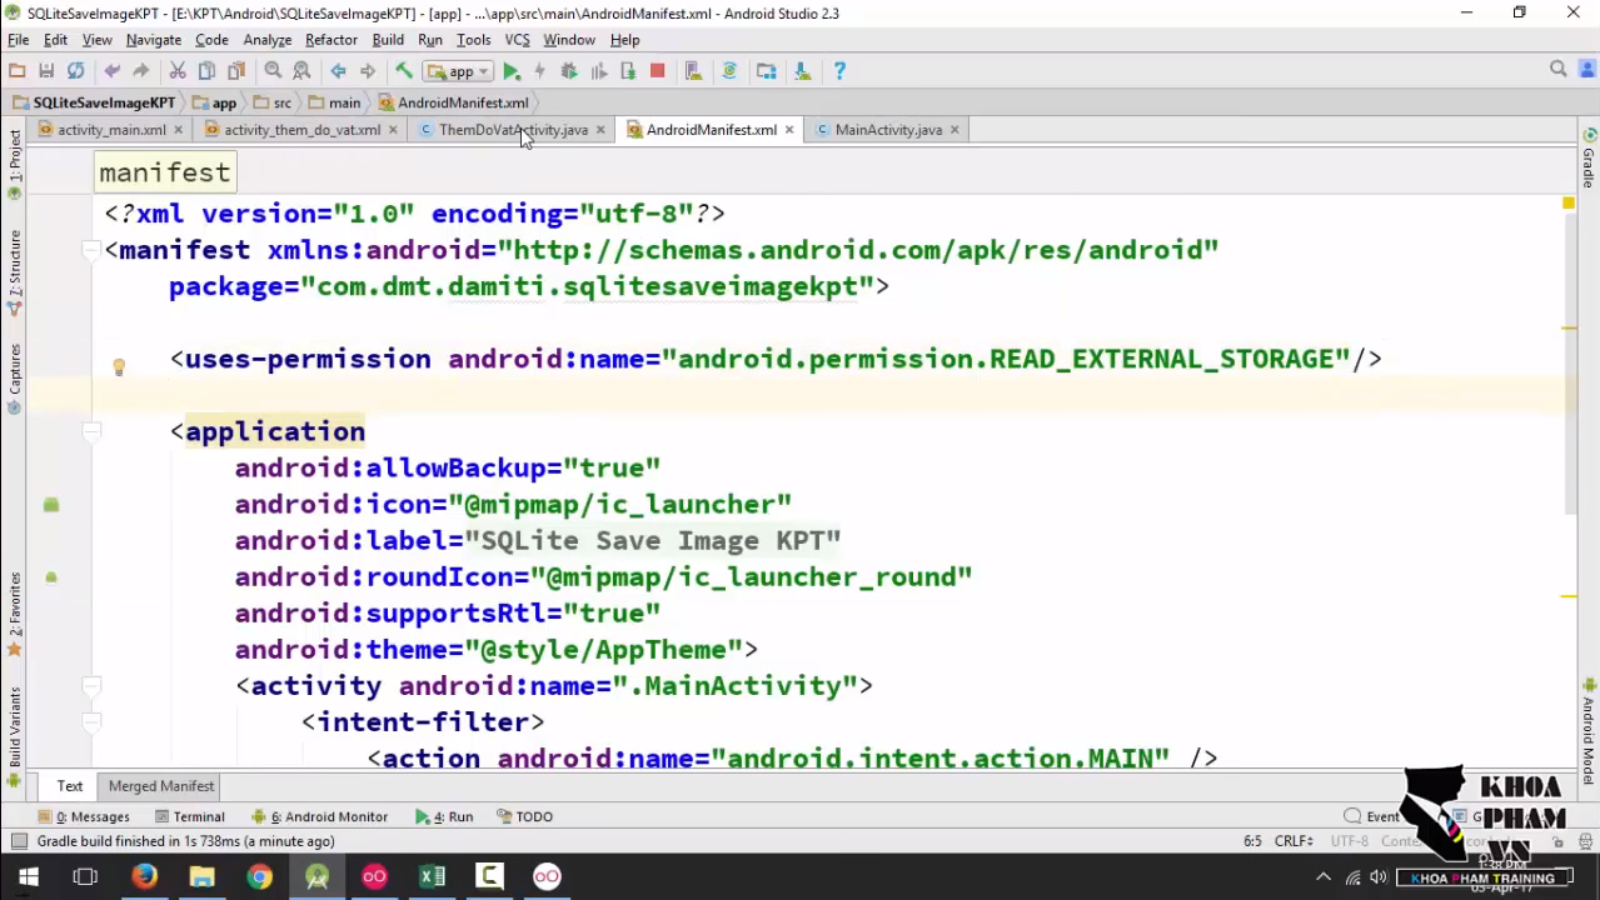 SQLiteSaveImageKPT - [E:\KPT\Android\SQLiteSaveImageKPT] - [app] - ...\app\src\main\AndroidManifest.xml - Android Studio 2.3
File Edit View Navigate Code Analyze Refactor Build Run Tools VCS Window Help
app
SQLiteSaveImageKPT app src main AndroidManifest.xml
activity_main.xml activity_them_do_vat.xml ThemDoVatActivity.java AndroidManifest.xml MainActivity.java
manifest
<?xml version="1.0" encoding="utf-8"?>
<manifest xmlns:android="http://schemas.android.com/apk/res/android"
package="com.dmt.damiti.sqlitesaveimagekpt">
<uses-permission android:name="android.permission.READ_EXTERNAL_STORAGE"/>
<application
android:allowBackup="true"
android:icon="@mipmap/ic_launcher"
android:label="SQLite Save Image KPT"
android:roundIcon="@mipmap/ic_launcher_round"
android:supportsRtl="true"
android:theme="@style/AppTheme">
<activity android:name=".MainActivity">
<intent-filter>
<action android:name="android.intent.action.MAIN" />
1: Project
7: Structure
Captures
2: Favorites
Build Variants
Gradle
Android Model
Text Merged Manifest
0: Messages Terminal 6: Android Monitor 4: Run TODO Event
Gradle build finished in 1s 738ms (a minute ago) 6:5 CRLF UTF-8
KHOA
PHAM
.VN
1:38 PM
KHOA PHAM TRAINING